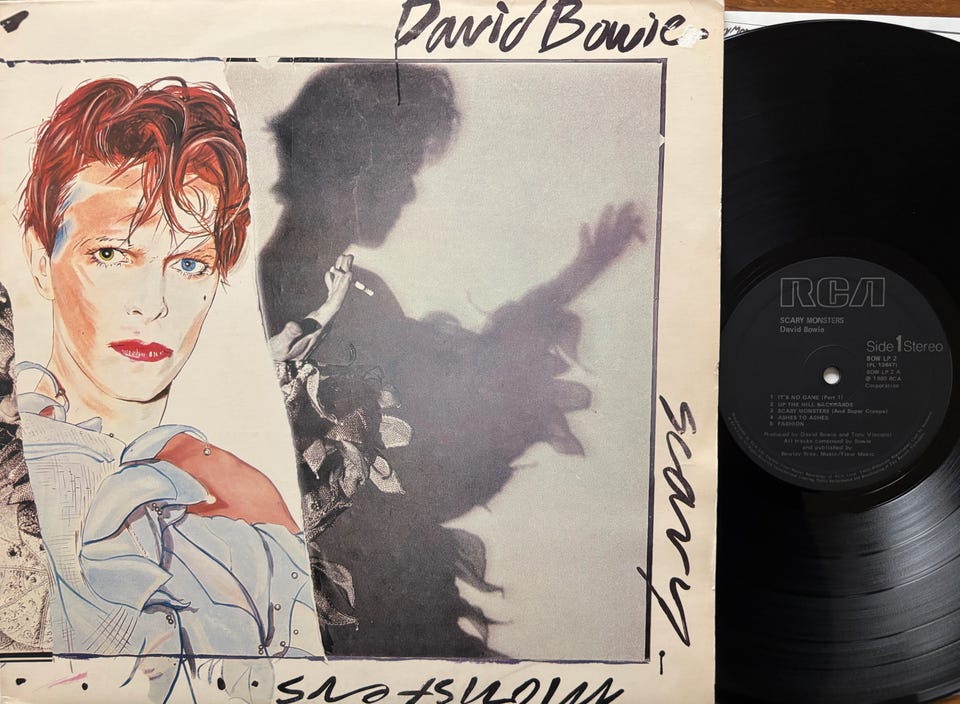 David Bowie
scary
monsters
RCA
SCARY MONSTERS
David Bowie
Side 1 Stereo
BOW LP 2
(PL 13647)
BOW LP 2 A
℗ 1980 RCA
Corporation
1 IT'S NO GAME (Part 1)
2 UP THE HILL BACKWARDS
3 SCARY MONSTERS (And Super Creeps)
4 ASHES TO ASHES
5 FASHION
Produced by David Bowie and Tony Visconti
All tracks composed by Bowie
and published by
Bewlay Bros. Music/Fleur Music